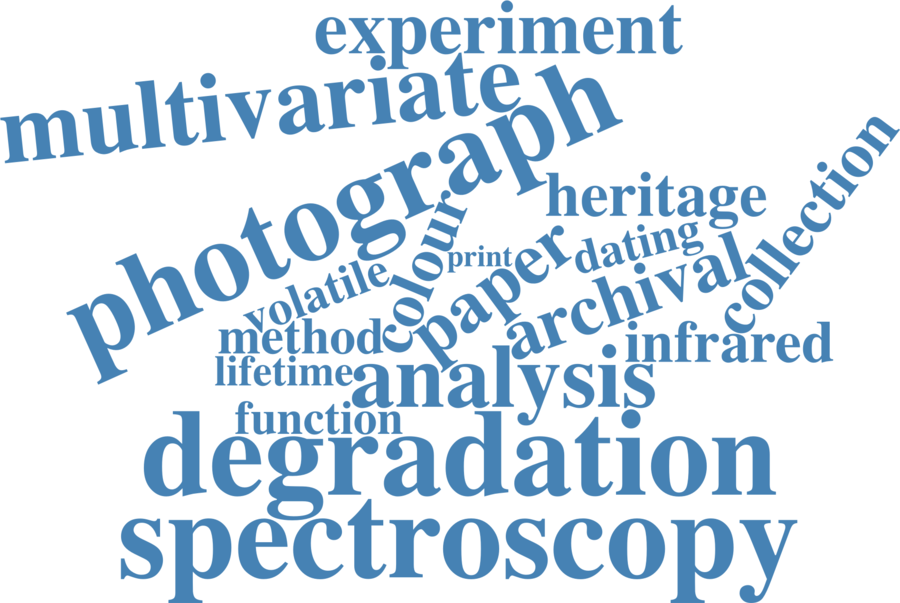 experiment
multivariate
photograph
heritage
collection
colour
print
dating
volatile
paper
archival
method
infrared
lifetime
analysis
function
degradation
spectroscopy